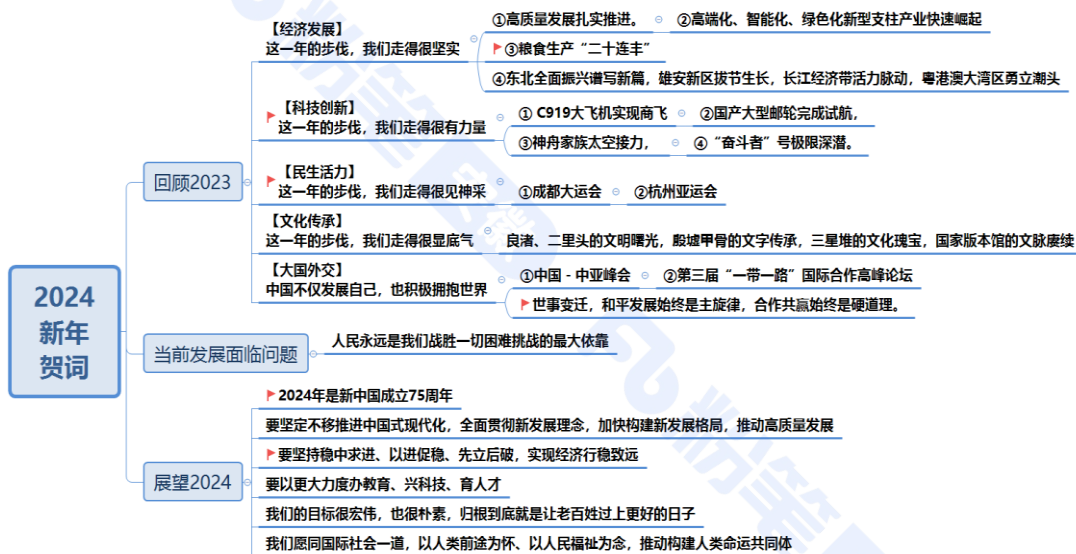 2024
新年
贺词
回顾2023
【经济发展】
这一年的步伐，我们走得很坚实
①高质量发展扎实推进。 ②高端化、智能化、绿色化新型支柱产业快速崛起
③粮食生产“二十连丰”
④东北全面振兴谱写新篇，雄安新区拔节生长，长江经济带活力脉动，粤港澳大湾区勇立潮头
【科技创新】
这一年的步伐，我们走得很有力量
① C919大飞机实现商飞 ②国产大型邮轮完成试航，
③神舟家族太空接力， ④“奋斗者”号极限深潜。
【民生活力】
这一年的步伐，我们走得很见神采
①成都大运会 ②杭州亚运会
【文化传承】
这一年的步伐，我们走得很显底气
良渚、二里头的文明曙光，殷墟甲骨的文字传承，三星堆的文化瑰宝，国家版本馆的文脉赓续
【大国外交】
中国不仅发展自己，也积极拥抱世界
①中国－中亚峰会 ②第三届“一带一路”国际合作高峰论坛
世事变迁，和平发展始终是主旋律，合作共赢始终是硬道理。
当前发展面临问题
人民永远是我们战胜一切困难挑战的最大依靠
展望2024
2024年是新中国成立75周年
要坚定不移推进中国式现代化，全面贯彻新发展理念，加快构建新发展格局，推动高质量发展
要坚持稳中求进、以进促稳、先立后破，实现经济行稳致远
要以更大力度办教育、兴科技、育人才
我们的目标很宏伟，也很朴素，归根到底就是让老百姓过上更好的日子
我们愿同国际社会一道，以人类前途为怀、以人民福祉为念，推动构建人类命运共同体
粉笔
安徽